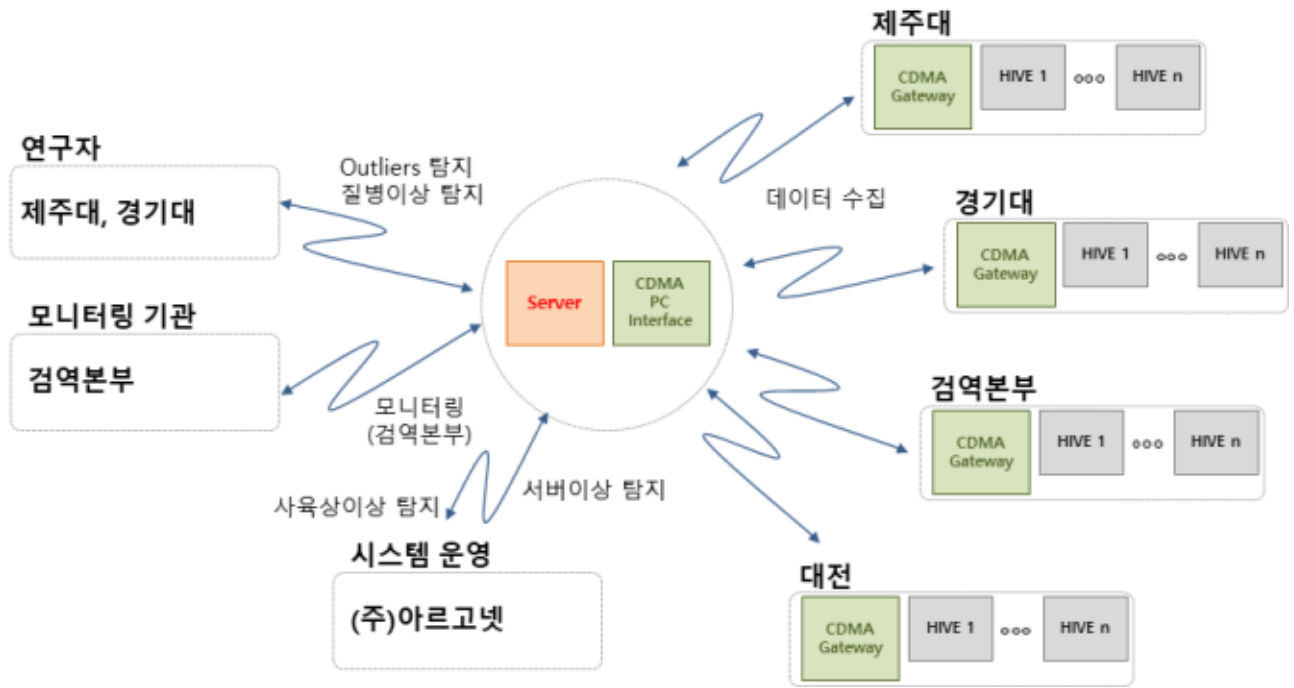 제주대
CDMA
Gateway
HIVE 1
HIVE n
연구자
제주대, 경기대
Outliers 탐지
질병이상 탐지
데이터 수집
경기대
CDMA
Gateway
HIVE 1
HIVE n
Server
CDMA
PC
Interface
모니터링 기관
검역본부
모니터링
(검역본부)
검역본부
CDMA
Gateway
HIVE 1
HIVE n
사육상이상 탐지
서버이상 탐지
시스템 운영
(주)아르고넷
대전
CDMA
Gateway
HIVE 1
HIVE n